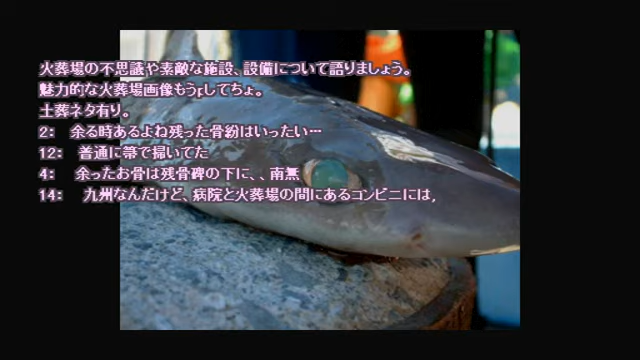 火葬場の不思議や素敵な施設、設備について語りましょう。
魅力的な火葬場画像もうpしてちょ。
土葬ネタ有り。
2： 余る時あるよね残った骨紛はいったい…
12： 普通に箒で掃いてた
4： 余ったお骨は残骨碑の下に、、南無
14： 九州なんだけど、病院と火葬場の間にあるコンビニには,